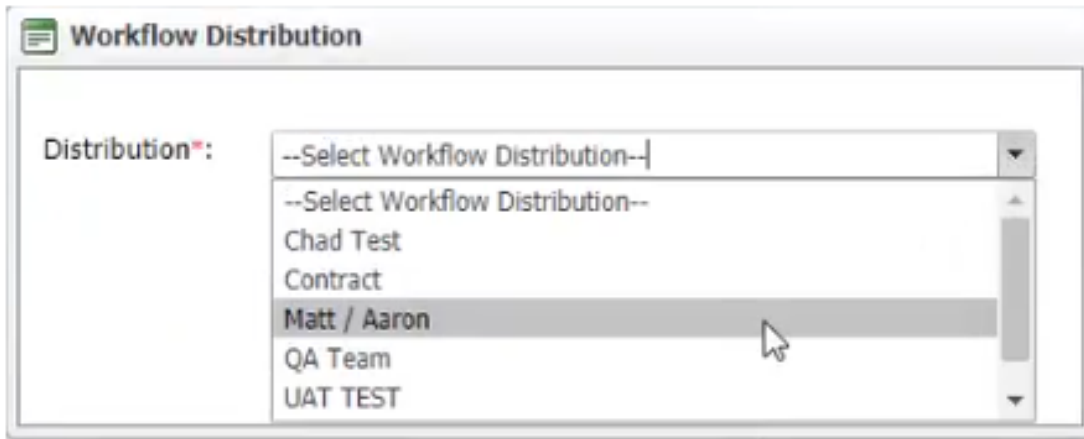 Workflow Distribution
Distribution*:
--Select Workflow Distribution--
--Select Workflow Distribution--
Chad Test
Contract
Matt / Aaron
QA Team
UAT TEST